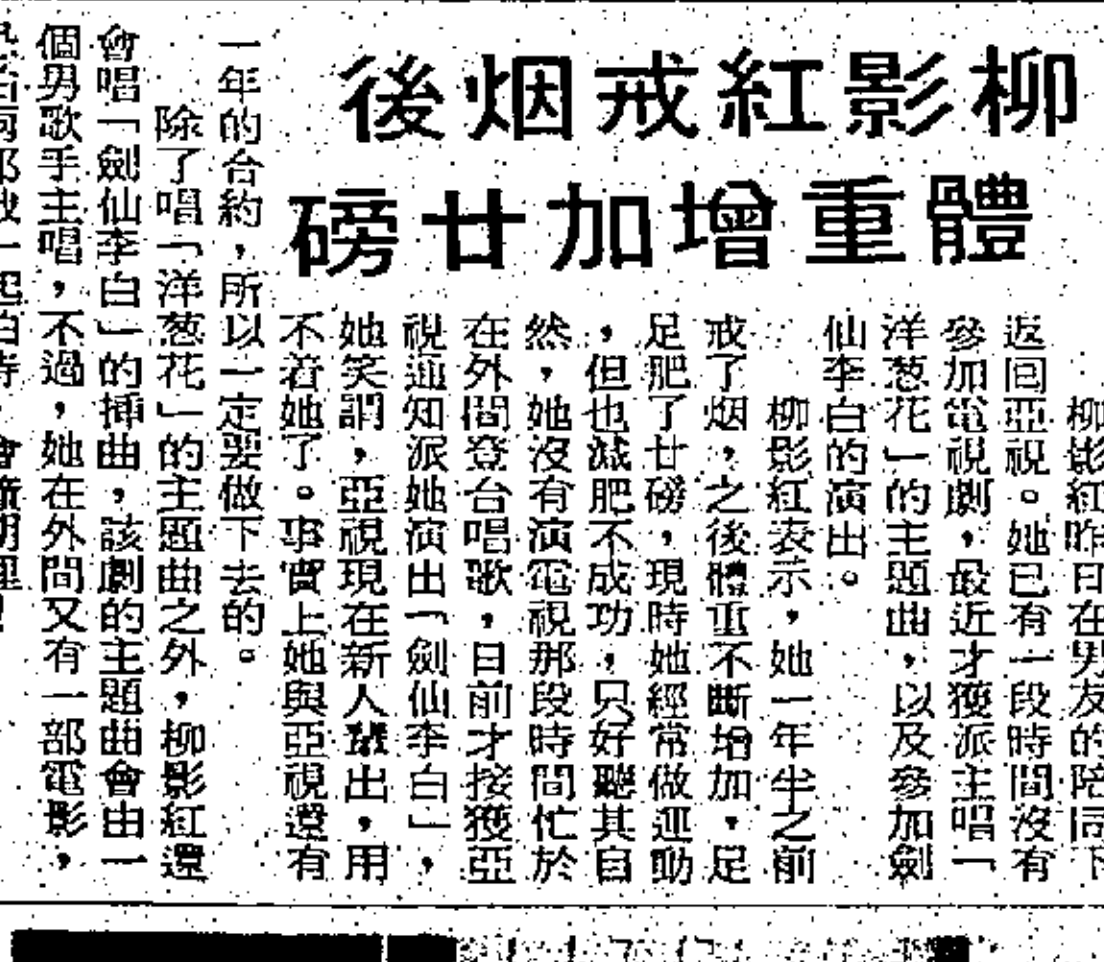 柳影紅戒烟後
體重增加廿磅
柳影紅昨日在男友的陪同下
返回亞視。她已有一段時間沒有
參加電視劇，最近才獲派主唱「
洋葱花」的主題曲，以及參加劍
仙李白的演出。
柳影紅表示，她一年半之前
戒了烟，之後體重不斷增加，足
足肥了廿磅，現時她經常做運動
，但也減肥不成功，只好聽其自
然，她沒有演電視那段時間忙於
在外間登台唱歌，目前才接獲亞
視通知派她演出「劍仙李白」，
她笑謂，亞視現在新人輩出，用
不着她了。事實上她與亞視還有
一年的台約，所以一定要做下去的。
除了唱「洋葱花」的主題曲之外，柳影紅還
會唱「劍仙李白」的揷曲，該劇的主題曲會由一
個男歌手主唱，不過，她在外間又有一部電影，